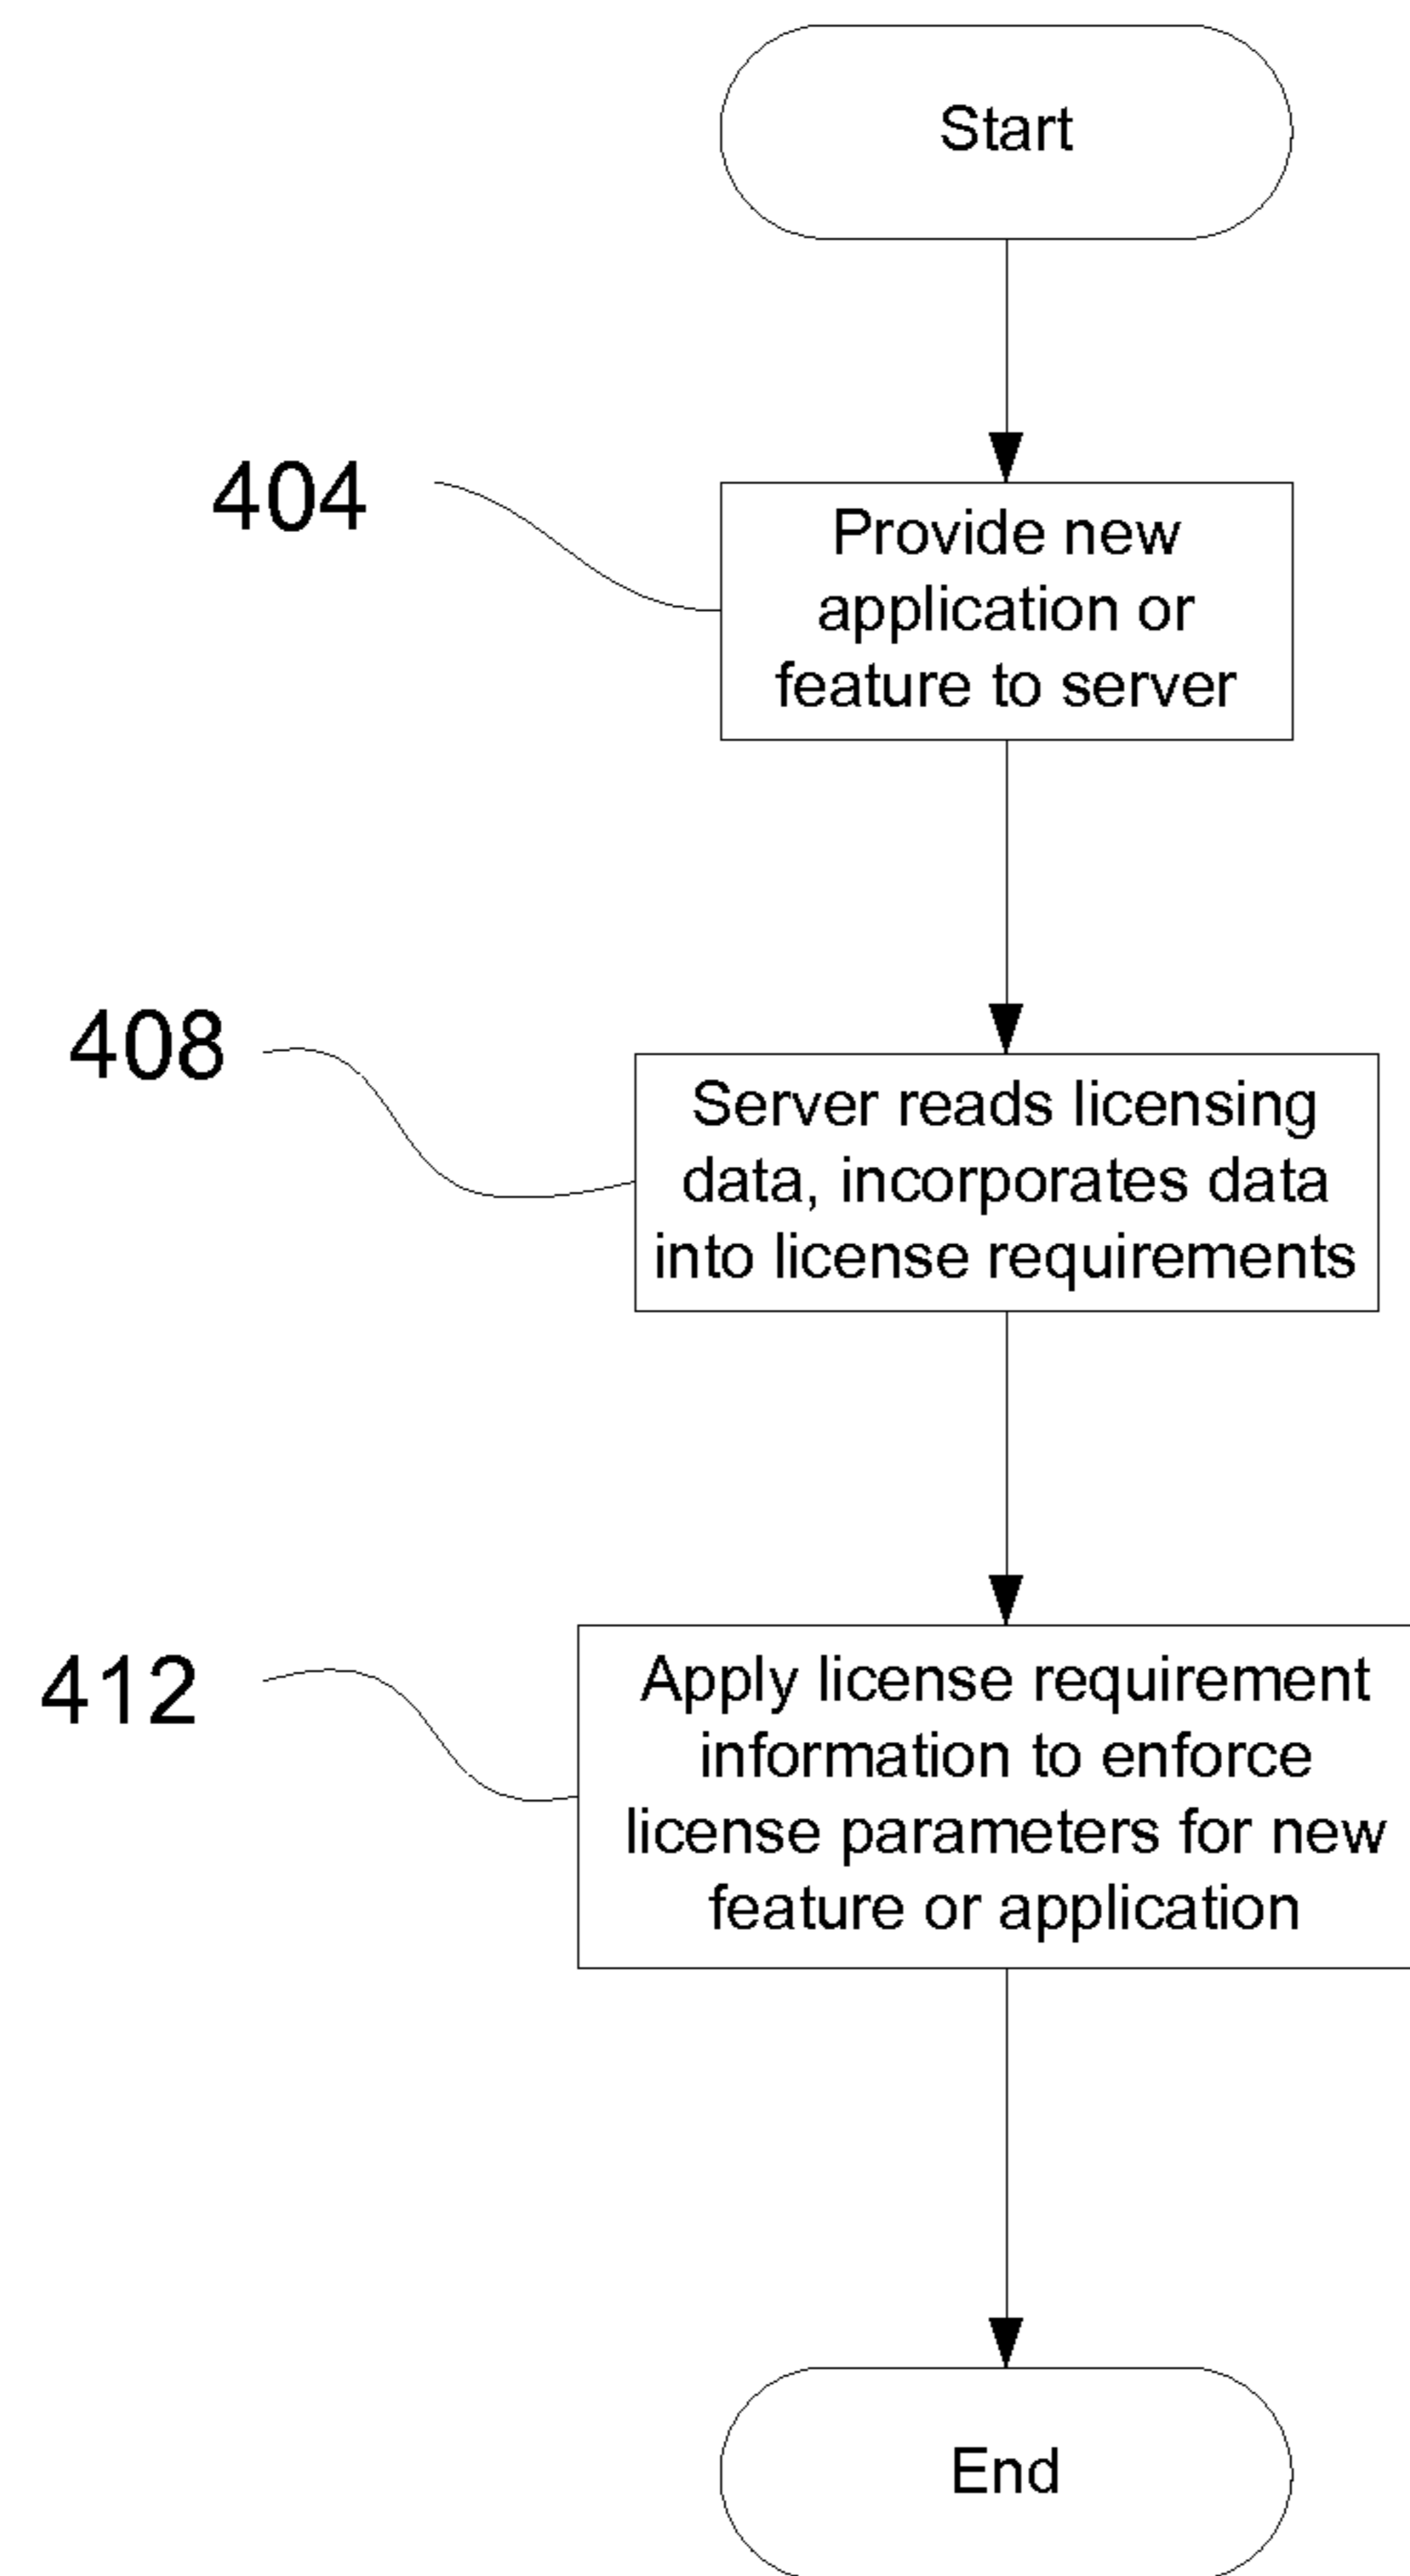 Start
404
Provide new
application or
feature to server
408
Server reads licensing
data, incorporates data
into license requirements
412
Apply license requirement
information to enforce
license parameters for new
feature or application
End